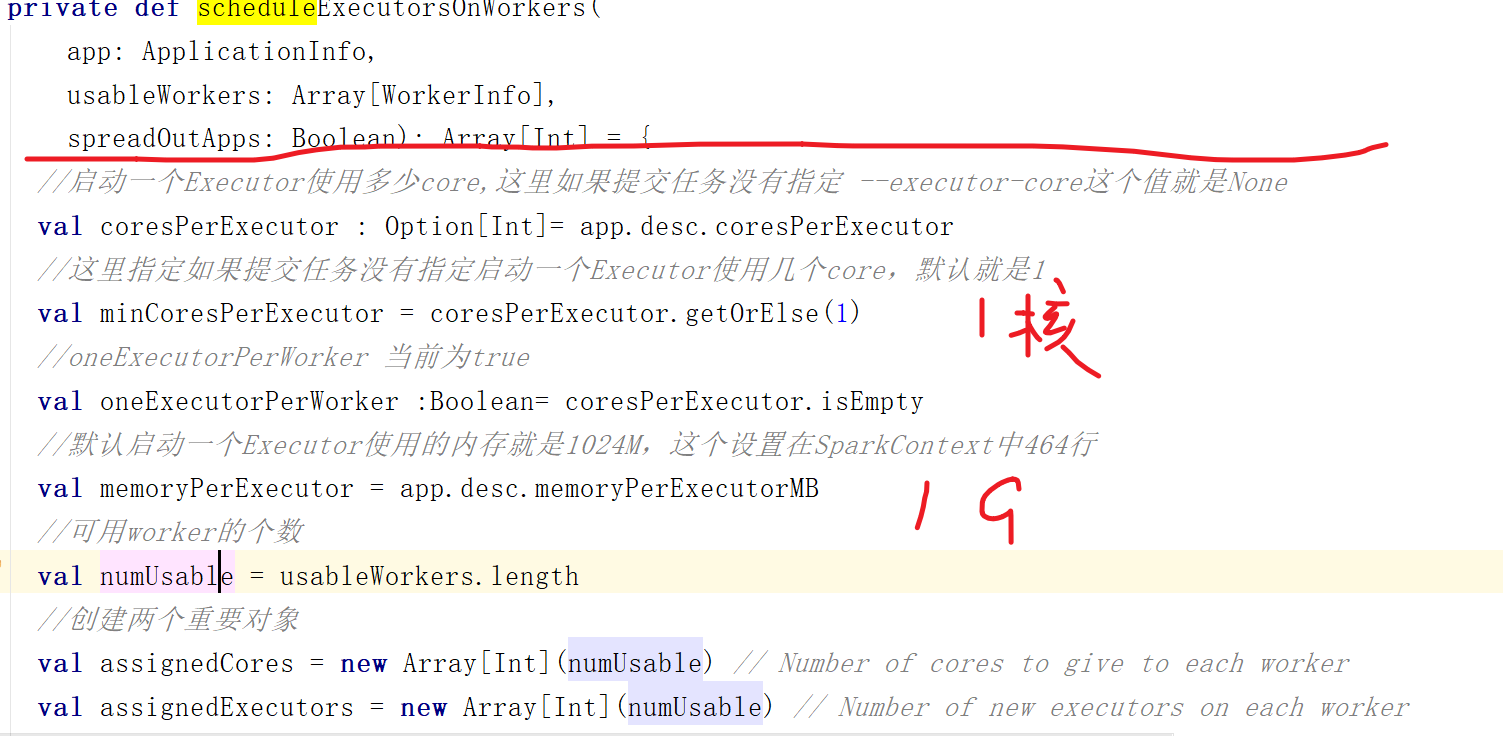 private def scheduleExecutorsOnWorkers(
app: ApplicationInfo,
usableWorkers: Array[WorkerInfo],
spreadOutApps: Boolean): Array[Int] = {
//启动一个Executor使用多少core,这里如果提交任务没有指定 --executor-core这个值就是None
val coresPerExecutor : Option[Int]= app.desc.coresPerExecutor
//这里指定如果提交任务没有指定启动一个Executor使用几个core，默认就是1
val minCoresPerExecutor = coresPerExecutor.getOrElse(1)
1核
//oneExecutorPerWorker 当前为true
val oneExecutorPerWorker :Boolean= coresPerExecutor.isEmpty
//默认启动一个Executor使用的内存就是1024M，这个设置在SparkContext中464行
val memoryPerExecutor = app.desc.memoryPerExecutorMB
1G
//可用worker的个数
val numUsable = usableWorkers.length
//创建两个重要对象
val assignedCores = new Array[Int](numUsable) // Number of cores to give to each worker
val assignedExecutors = new Array[Int](numUsable) // Number of new executors on each worker